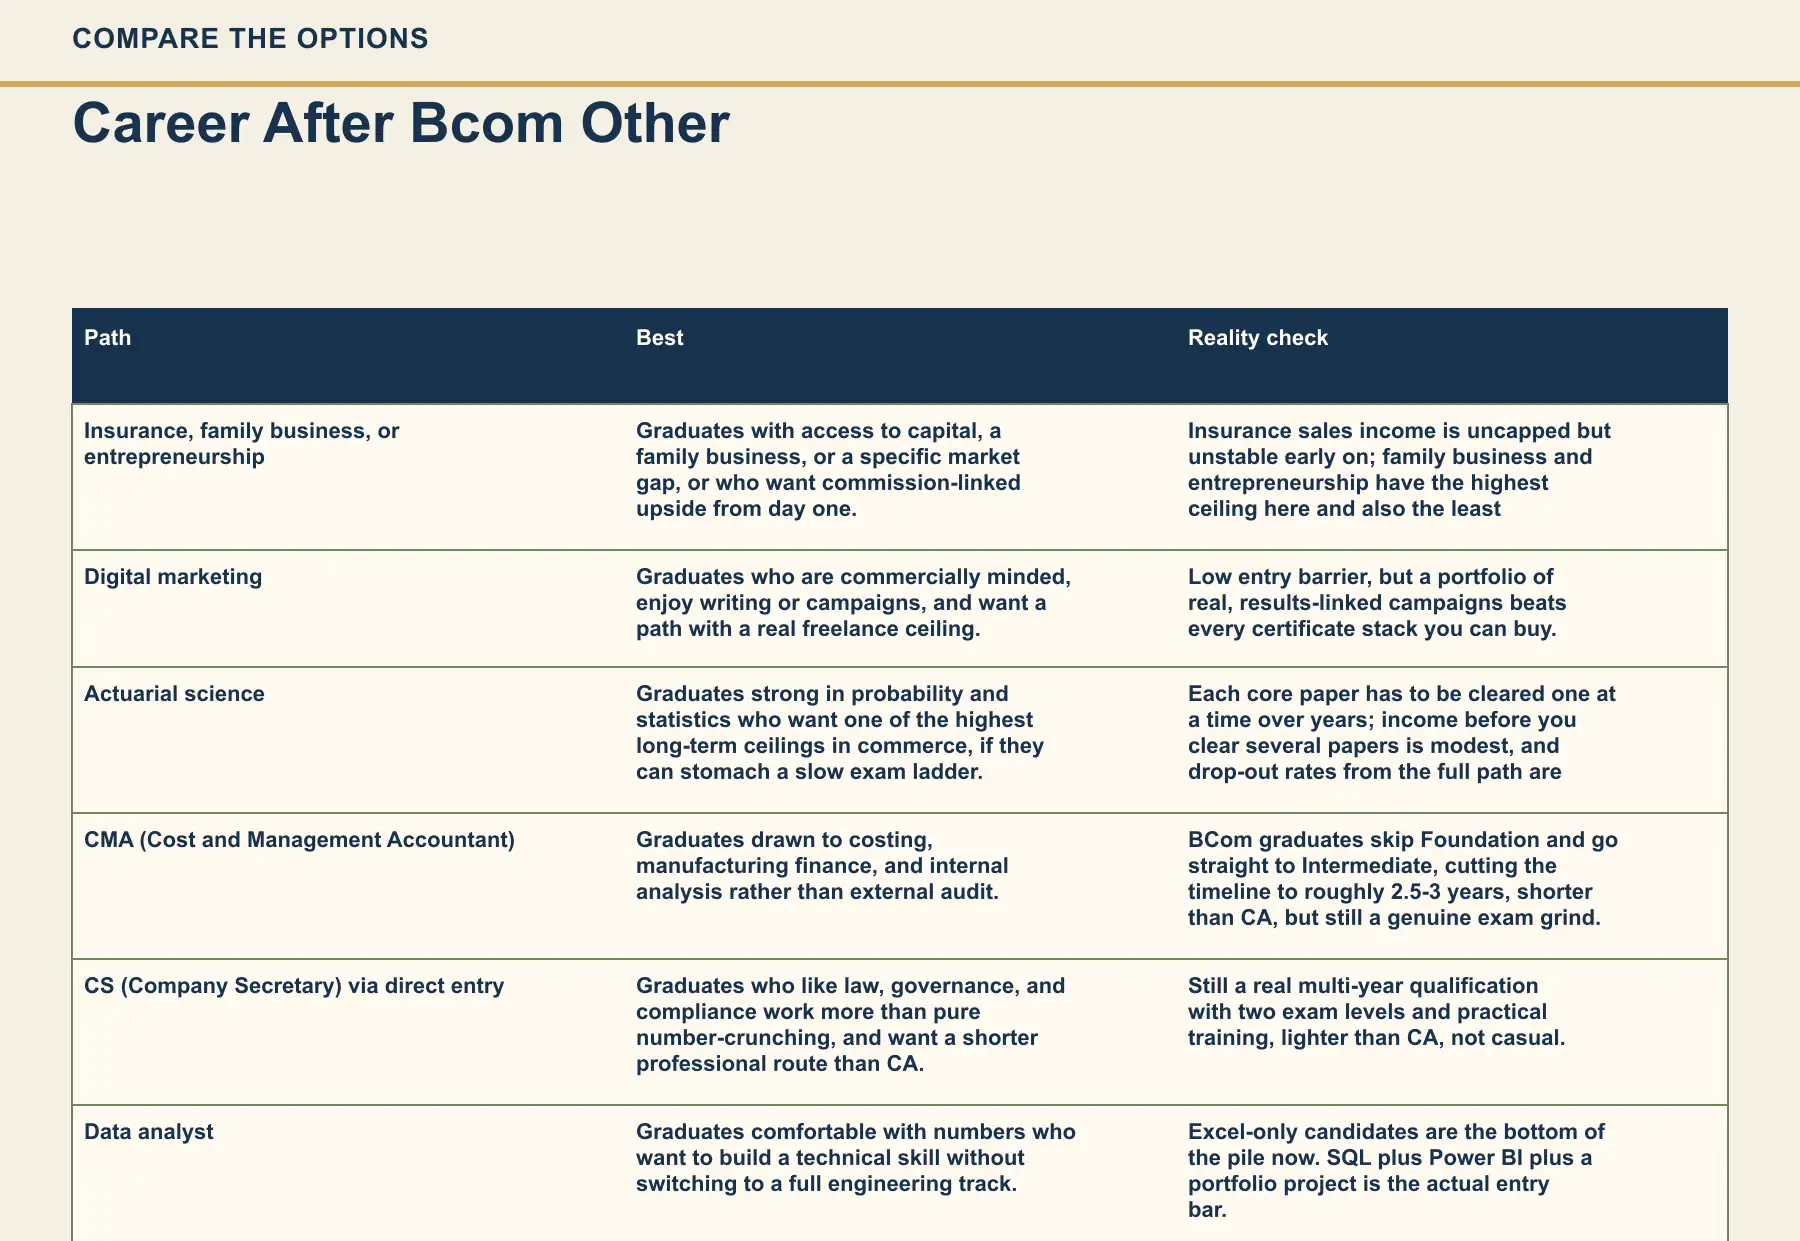 COMPARE THE OPTIONS
Career After Bcom Other
Path
Best
Reality check
Insurance, family business, or
entrepreneurship
Graduates with access to capital, a
family business, or a specific market
gap, or who want commission-linked
upside from day one.
Insurance sales income is uncapped but
unstable early on; family business and
entrepreneurship have the highest
ceiling here and also the least
Digital marketing
Graduates who are commercially minded,
enjoy writing or campaigns, and want a
path with a real freelance ceiling.
Low entry barrier, but a portfolio of
real, results-linked campaigns beats
every certificate stack you can buy.
Actuarial science
Graduates strong in probability and
statistics who want one of the highest
long-term ceilings in commerce, if they
can stomach a slow exam ladder.
Each core paper has to be cleared one at
a time over years; income before you
clear several papers is modest, and
drop-out rates from the full path are
CMA (Cost and Management Accountant)
Graduates drawn to costing,
manufacturing finance, and internal
analysis rather than external audit.
BCom graduates skip Foundation and go
straight to Intermediate, cutting the
timeline to roughly 2.5-3 years, shorter
than CA, but still a genuine exam grind.
CS (Company Secretary) via direct entry
Graduates who like law, governance, and
compliance work more than pure
number-crunching, and want a shorter
professional route than CA.
Still a real multi-year qualification
with two exam levels and practical
training, lighter than CA, not casual.
Data analyst
Graduates comfortable with numbers who
want to build a technical skill without
switching to a full engineering track.
Excel-only candidates are the bottom of
the pile now. SQL plus Power BI plus a
portfolio project is the actual entry
bar.